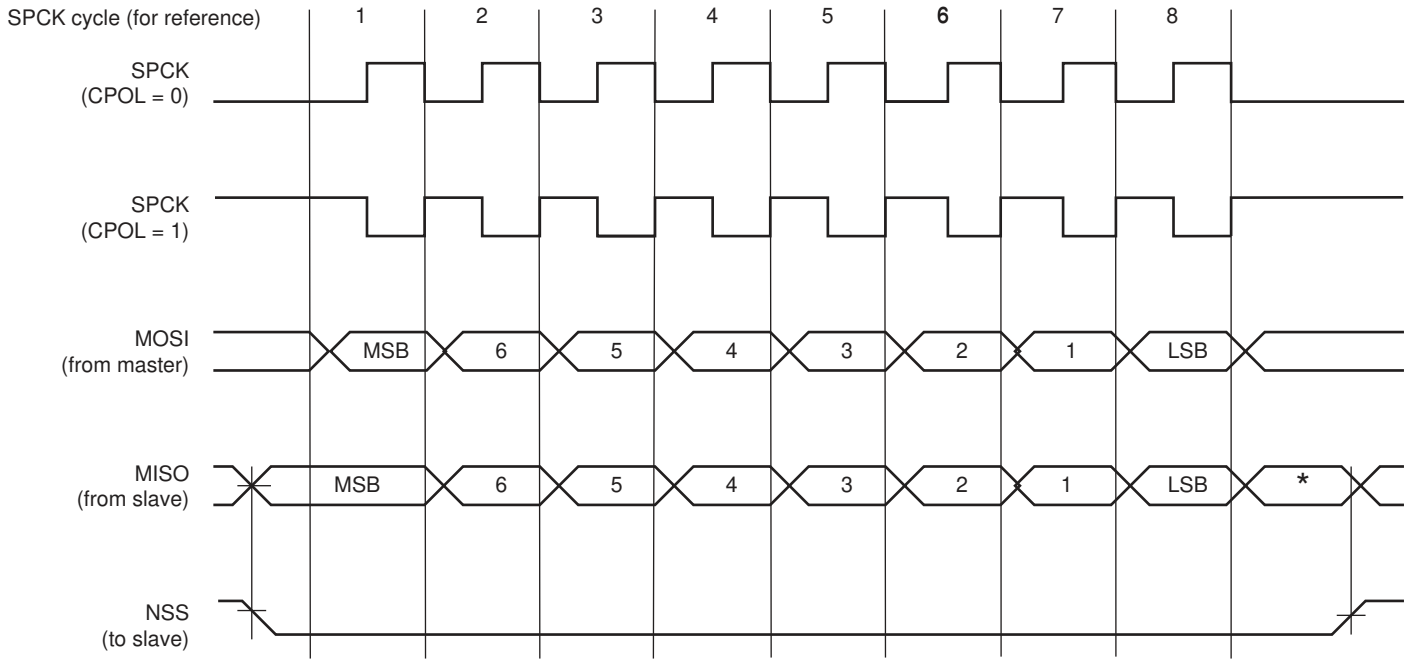 SPCK cycle (for reference) 1 2 3 4 5 6 7 8
SPCK
(CPOL = 0)
SPCK
(CPOL = 1)
MOSI
(from master)
MSB 6 5 4 3 2 1 LSB
MISO
(from slave)
MSB 6 5 4 3 2 1 LSB *
NSS
(to slave)